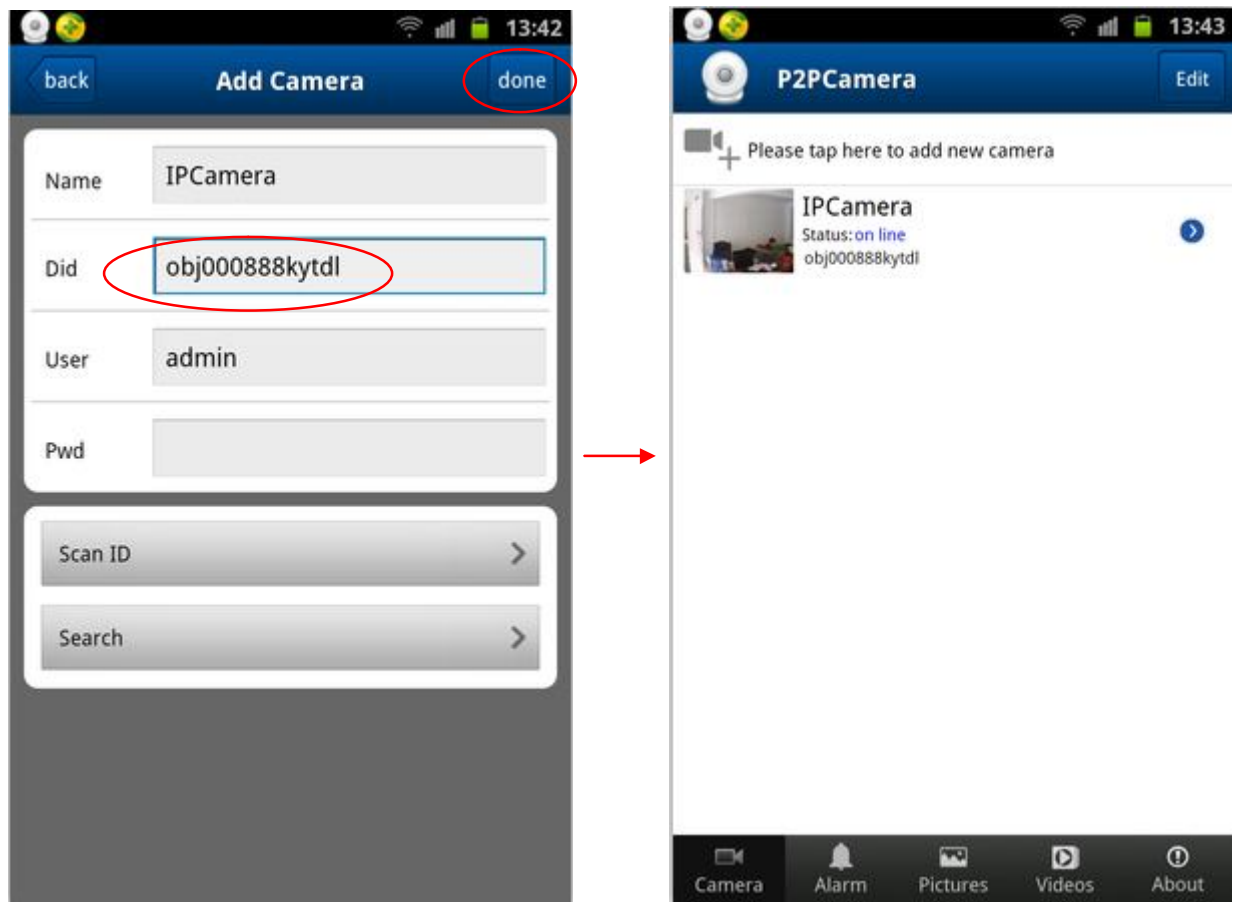 13:42
back Add Camera done
Name IPCamera
Did obj000888kytdl
User admin
Pwd
Scan ID
Search
13:43
P2PCamera Edit
Please tap here to add new camera
IPCamera
Status:on line
obj000888kytdl
Camera Alarm Pictures Videos About